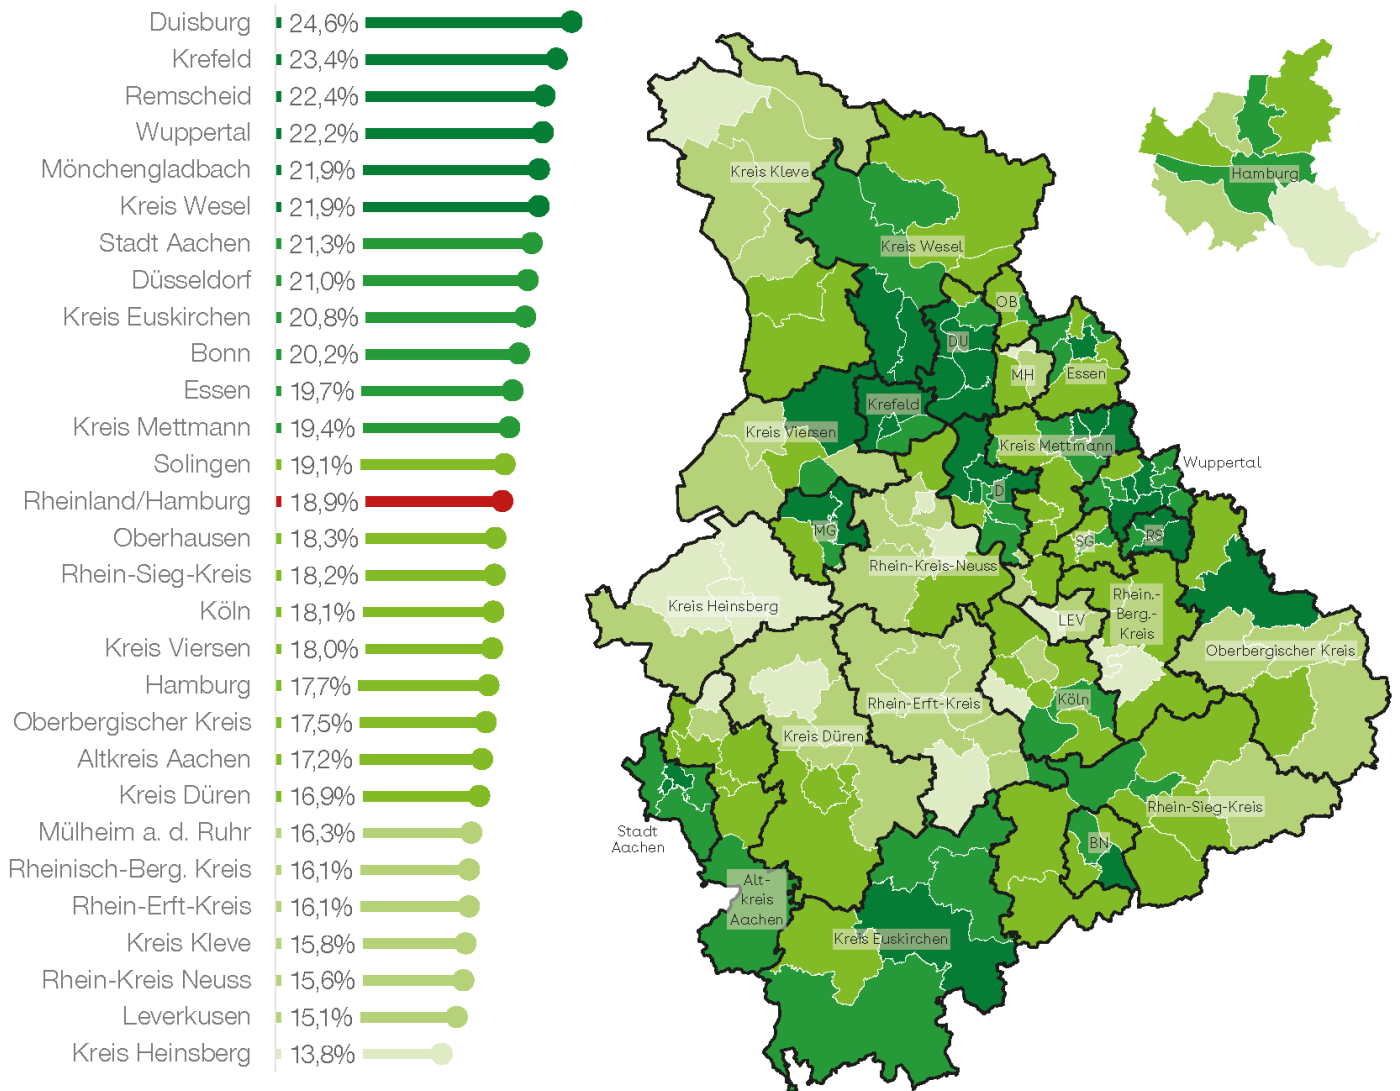 Duisburg 24,6%
Krefeld 23,4%
Remscheid 22,4%
Wuppertal 22,2%
Mönchengladbach 21,9%
Kreis Wesel 21,9%
Stadt Aachen 21,3%
Düsseldorf 21,0%
Kreis Euskirchen 20,8%
Bonn 20,2%
Essen 19,7%
Kreis Mettmann 19,4%
Solingen 19,1%
Rheinland/Hamburg 18,9%
Oberhausen 18,3%
Rhein-Sieg-Kreis 18,2%
Köln 18,1%
Kreis Viersen 18,0%
Hamburg 17,7%
Oberbergischer Kreis 17,5%
Altkreis Aachen 17,2%
Kreis Düren 16,9%
Mülheim a. d. Ruhr 16,3%
Rheinisch-Berg. Kreis 16,1%
Rhein-Erft-Kreis 16,1%
Kreis Kleve 15,8%
Rhein-Kreis Neuss 15,6%
Leverkusen 15,1%
Kreis Heinsberg 13,8%
Kreis Kleve
Hamburg
Kreis Wesel
OB
DU
MH
Essen
Krefeld
Kreis Viersen
Kreis Mettmann
Wuppertal
D
MG
SG
RS
Rhein-Kreis-Neuss
Kreis Heinsberg
LEV
Rhein.-
Berg.-
Kreis
Oberbergischer Kreis
Rhein-Erft-Kreis
Köln
Kreis Düren
Rhein-Sieg-Kreis
Stadt
Aachen
BN
Alt-
kreis
Aachen
Kreis Euskirchen